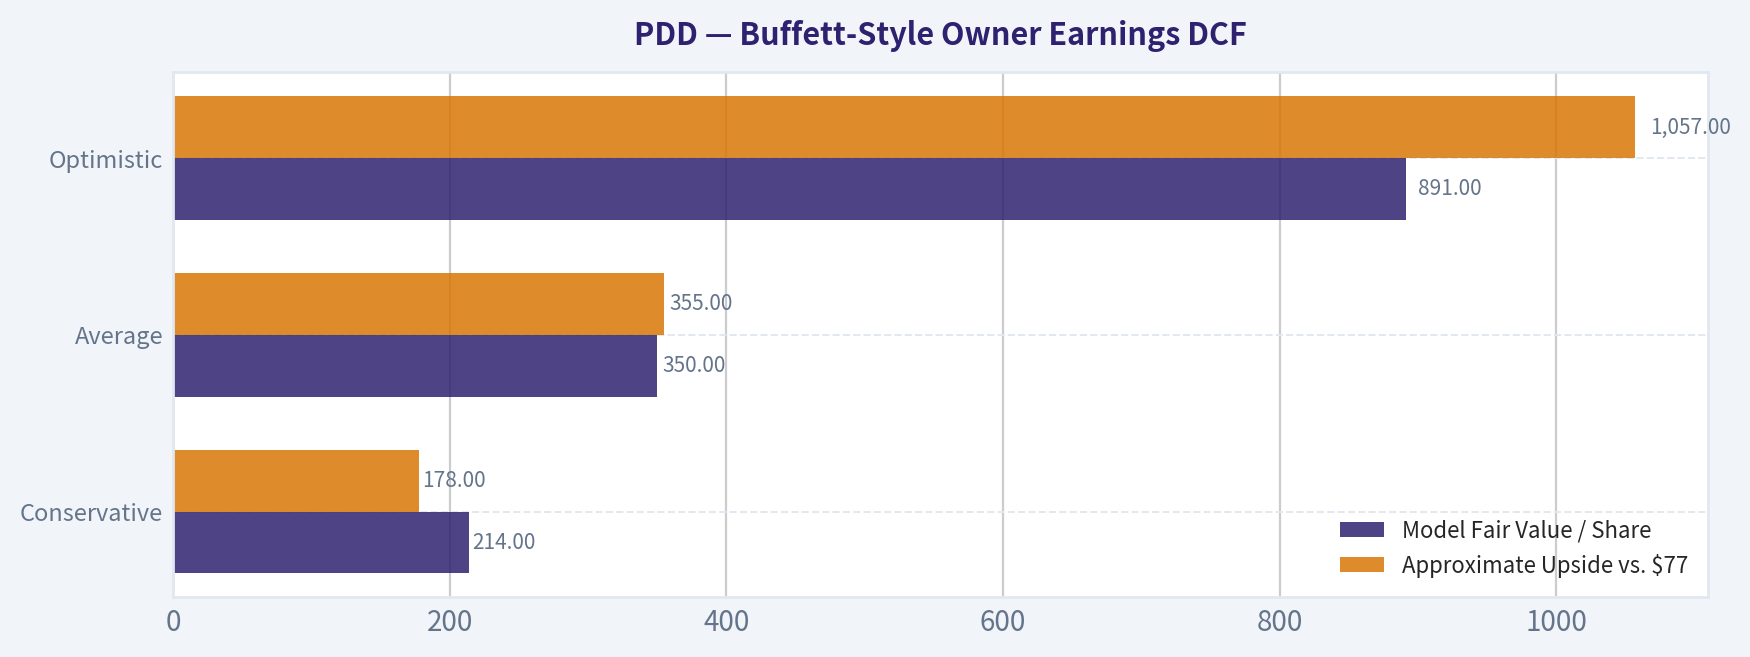 PDD — Buffett-Style Owner Earnings DCF
Optimistic
1,057.00
891.00
Average
355.00
350.00
Conservative
178.00
214.00
Model Fair Value / Share
Approximate Upside vs. $77
0 200 400 600 800 1000